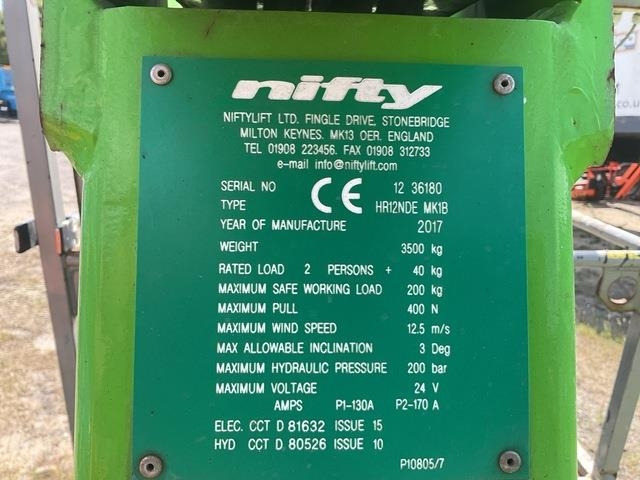 nifty
NIFTYLIFT LTD. FINGLE DRIVE, STONEBRIDGE
MILTON KEYNES. MK13 OER. ENGLAND
TEL 01908 223456. FAX 01908 312733
e-mail info@niftylift.com
SERIAL NO CE 12 36180
TYPE HR12NDE MK1B
YEAR OF MANUFACTURE 2017
WEIGHT 3500 kg
RATED LOAD 2 PERSONS + 40 kg
MAXIMUM SAFE WORKING LOAD 200 kg
MAXIMUM PULL 400 N
MAXIMUM WIND SPEED 12.5 m/s
MAX ALLOWABLE INCLINATION 3 Deg
MAXIMUM HYDRAULIC PRESSURE 200 bar
MAXIMUM VOLTAGE 24 V
AMPS P1-130A P2-170 A
ELEC. CCT D 81632 ISSUE 15
HYD CCT D 80526 ISSUE 10
P10805/7
co.u